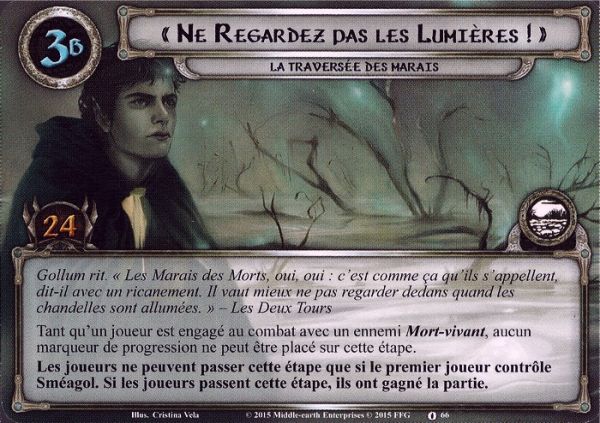 3B
« Ne Regardez pas les Lumières ! »
La Traversée des Marais
24
Gollum rit. « Les Marais des Morts, oui, oui : c'est comme ça qu'ils s'appellent,
dit-il avec un ricanement. Il vaut mieux ne pas regarder dedans quand les
chandelles sont allumées. » – Les Deux Tours
Tant qu'un joueur est engagé au combat avec un ennemi Mort-vivant, aucun
marqueur de progression ne peut être placé sur cette étape.
Les joueurs ne peuvent passer cette étape que si le premier joueur contrôle
Sméagol. Si les joueurs passent cette étape, ils ont gagné la partie.
Illus. Cristina Vela © 2015 Middle-earth Enterprises © 2015 FFG 66